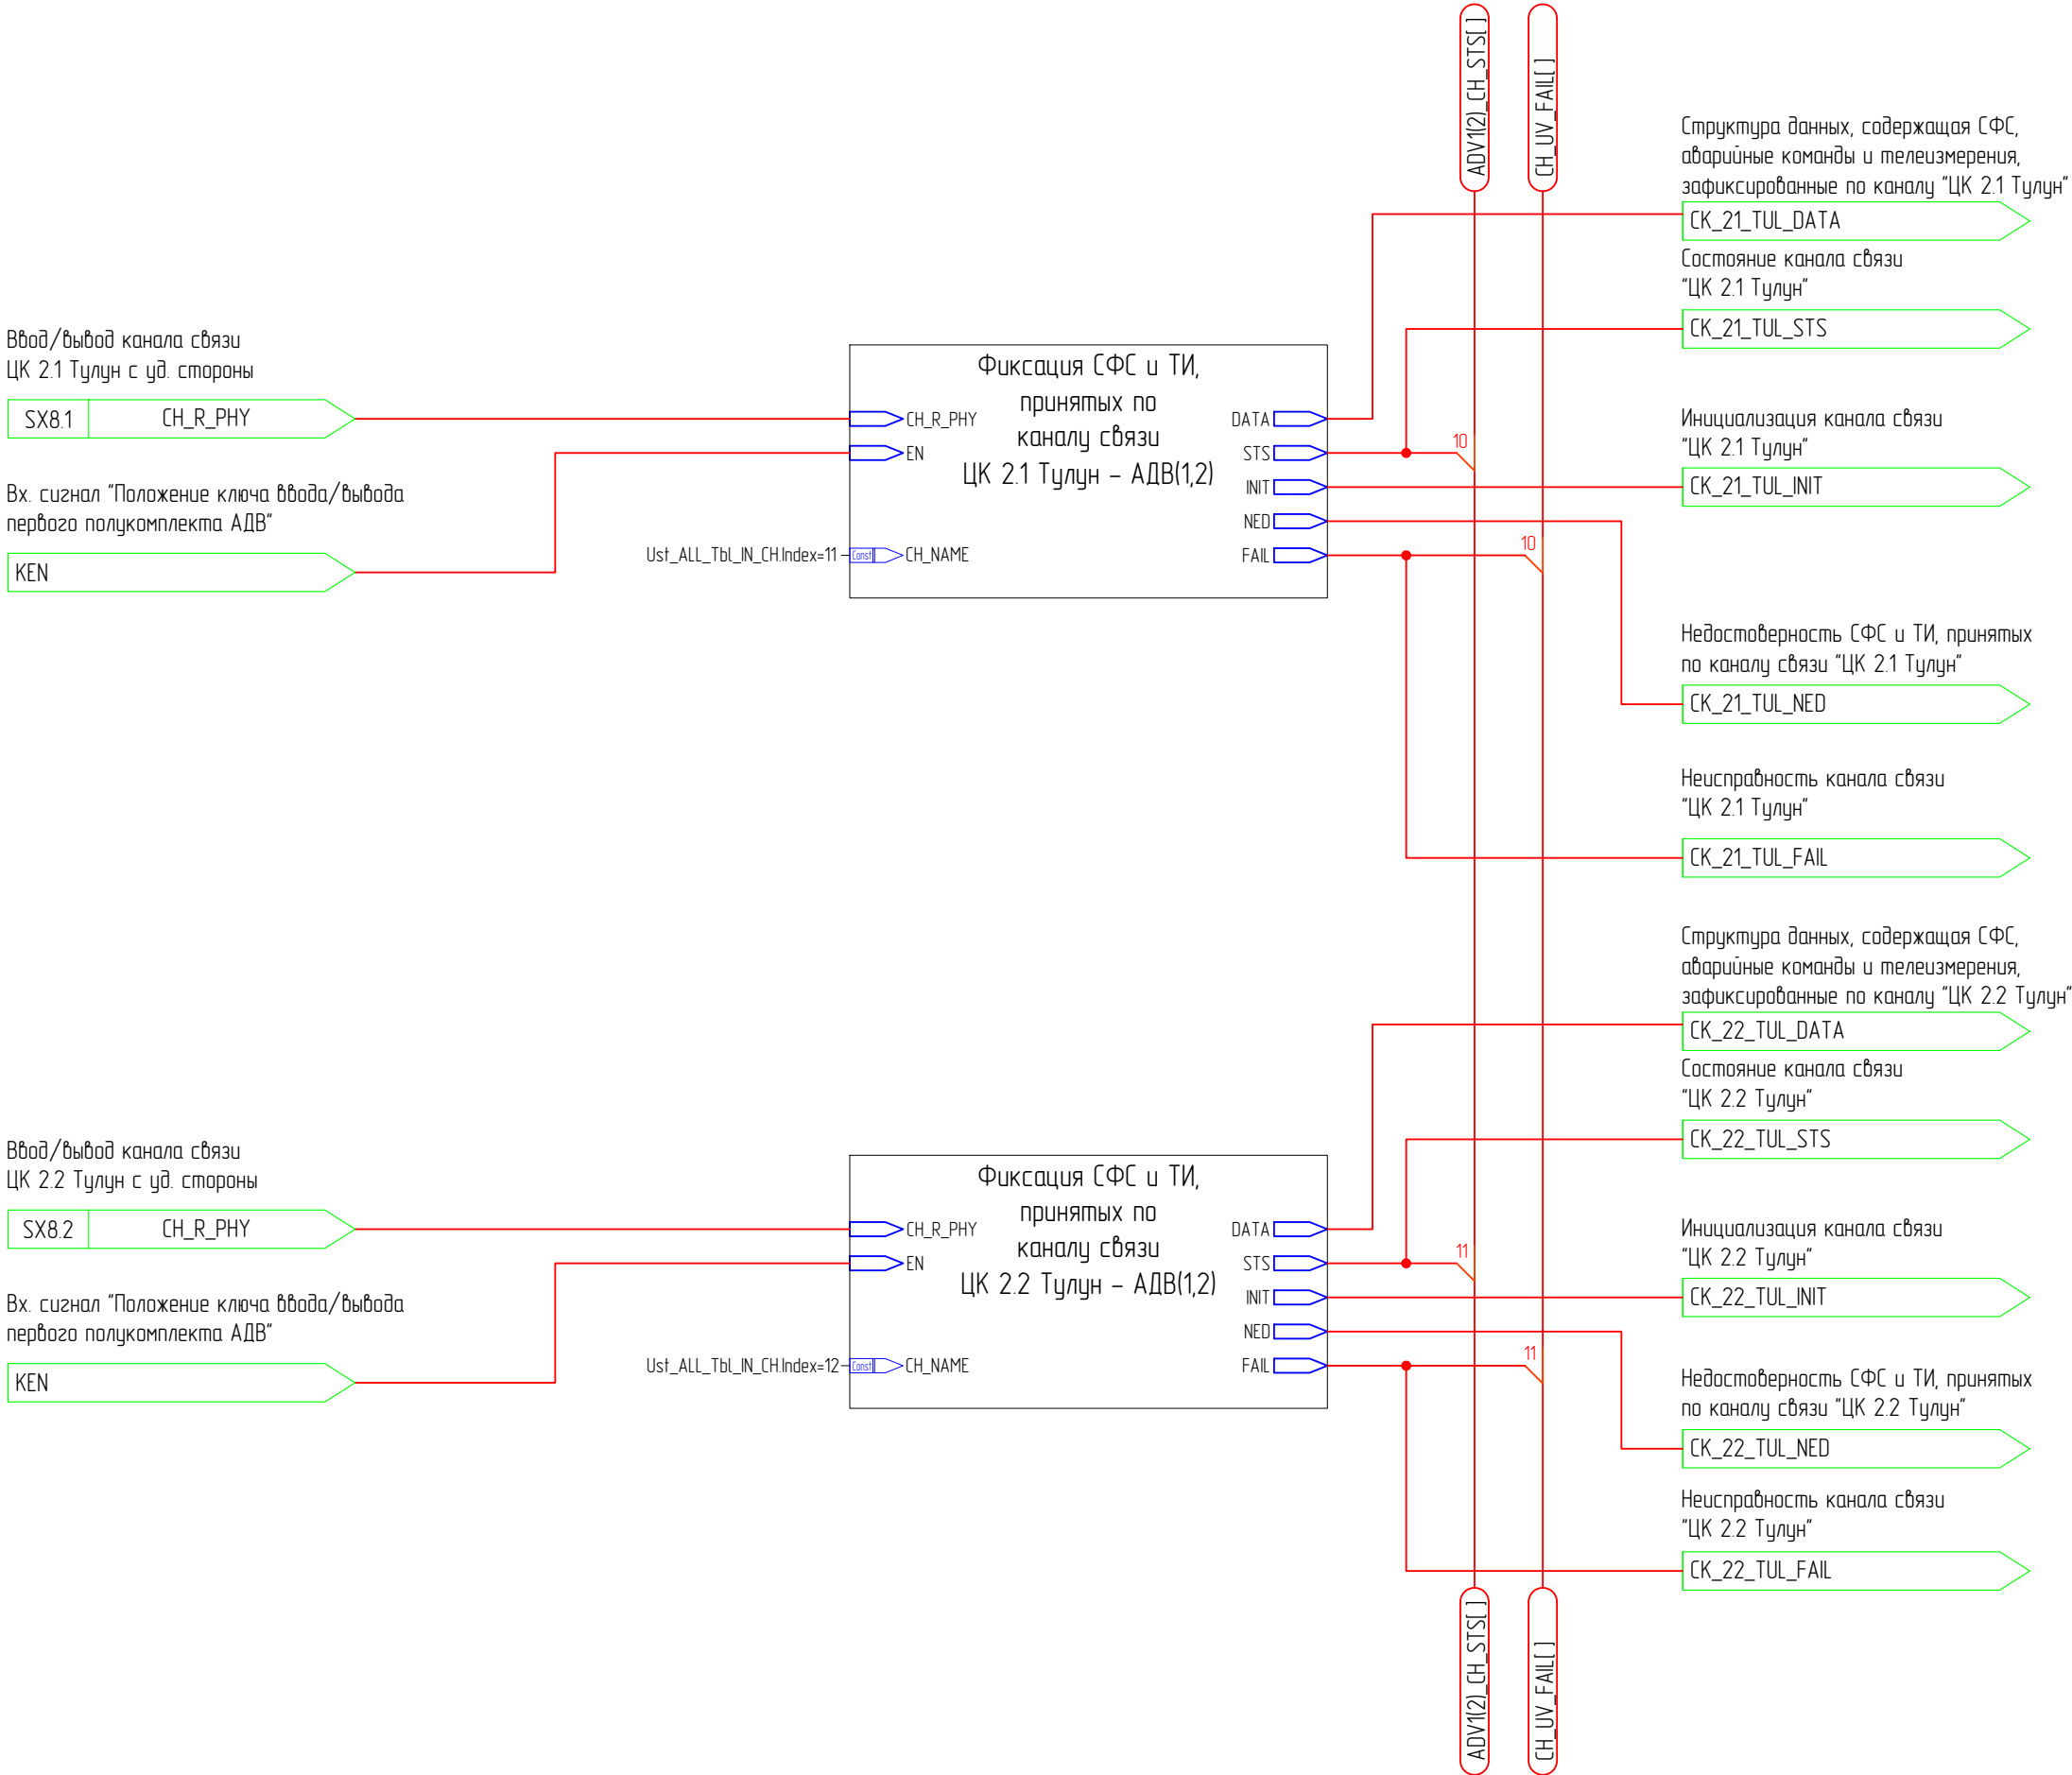 ADV1(2)_CH_STS[ ]
CH_UV_FAIL[ ]
Структура данных, содержащая СФС,
аварийные команды и телеизмерения,
зафиксированные по каналу "ЦК 2.1 Тулун"
CK_21_TUL_DATA
Состояние канала связи
"ЦК 2.1 Тулун"
CK_21_TUL_STS
Ввод/вывод канала связи
ЦК 2.1 Тулун с уд. стороны
SX8.1 CH_R_PHY
Вх. сигнал "Положение ключа ввода/вывода
первого полукомплекта АДВ"
KEN
Фиксация СФС и ТИ,
принятых по
каналу связи
ЦК 2.1 Тулун – АДВ(1,2)
CH_R_PHY
EN
Ust_ALL_Tbl_IN_CH.Index=11
Const
CH_NAME
DATA
STS
INIT
NED
FAIL
10
10
Инициализация канала связи
"ЦК 2.1 Тулун"
CK_21_TUL_INIT
Недостоверность СФС и ТИ, принятых
по каналу связи "ЦК 2.1 Тулун"
CK_21_TUL_NED
Неисправность канала связи
"ЦК 2.1 Тулун"
CK_21_TUL_FAIL
Структура данных, содержащая СФС,
аварийные команды и телеизмерения,
зафиксированные по каналу "ЦК 2.2 Тулун"
CK_22_TUL_DATA
Состояние канала связи
"ЦК 2.2 Тулун"
CK_22_TUL_STS
Ввод/вывод канала связи
ЦК 2.2 Тулун с уд. стороны
SX8.2 CH_R_PHY
Вх. сигнал "Положение ключа ввода/вывода
первого полукомплекта АДВ"
KEN
Фиксация СФС и ТИ,
принятых по
каналу связи
ЦК 2.2 Тулун – АДВ(1,2)
CH_R_PHY
EN
Ust_ALL_Tbl_IN_CH.Index=12
Const
CH_NAME
DATA
STS
INIT
NED
FAIL
11
11
Инициализация канала связи
"ЦК 2.2 Тулун"
CK_22_TUL_INIT
Недостоверность СФС и ТИ, принятых
по каналу связи "ЦК 2.2 Тулун"
CK_22_TUL_NED
Неисправность канала связи
"ЦК 2.2 Тулун"
CK_22_TUL_FAIL
ADV1(2)_CH_STS[ ]
CH_UV_FAIL[ ]